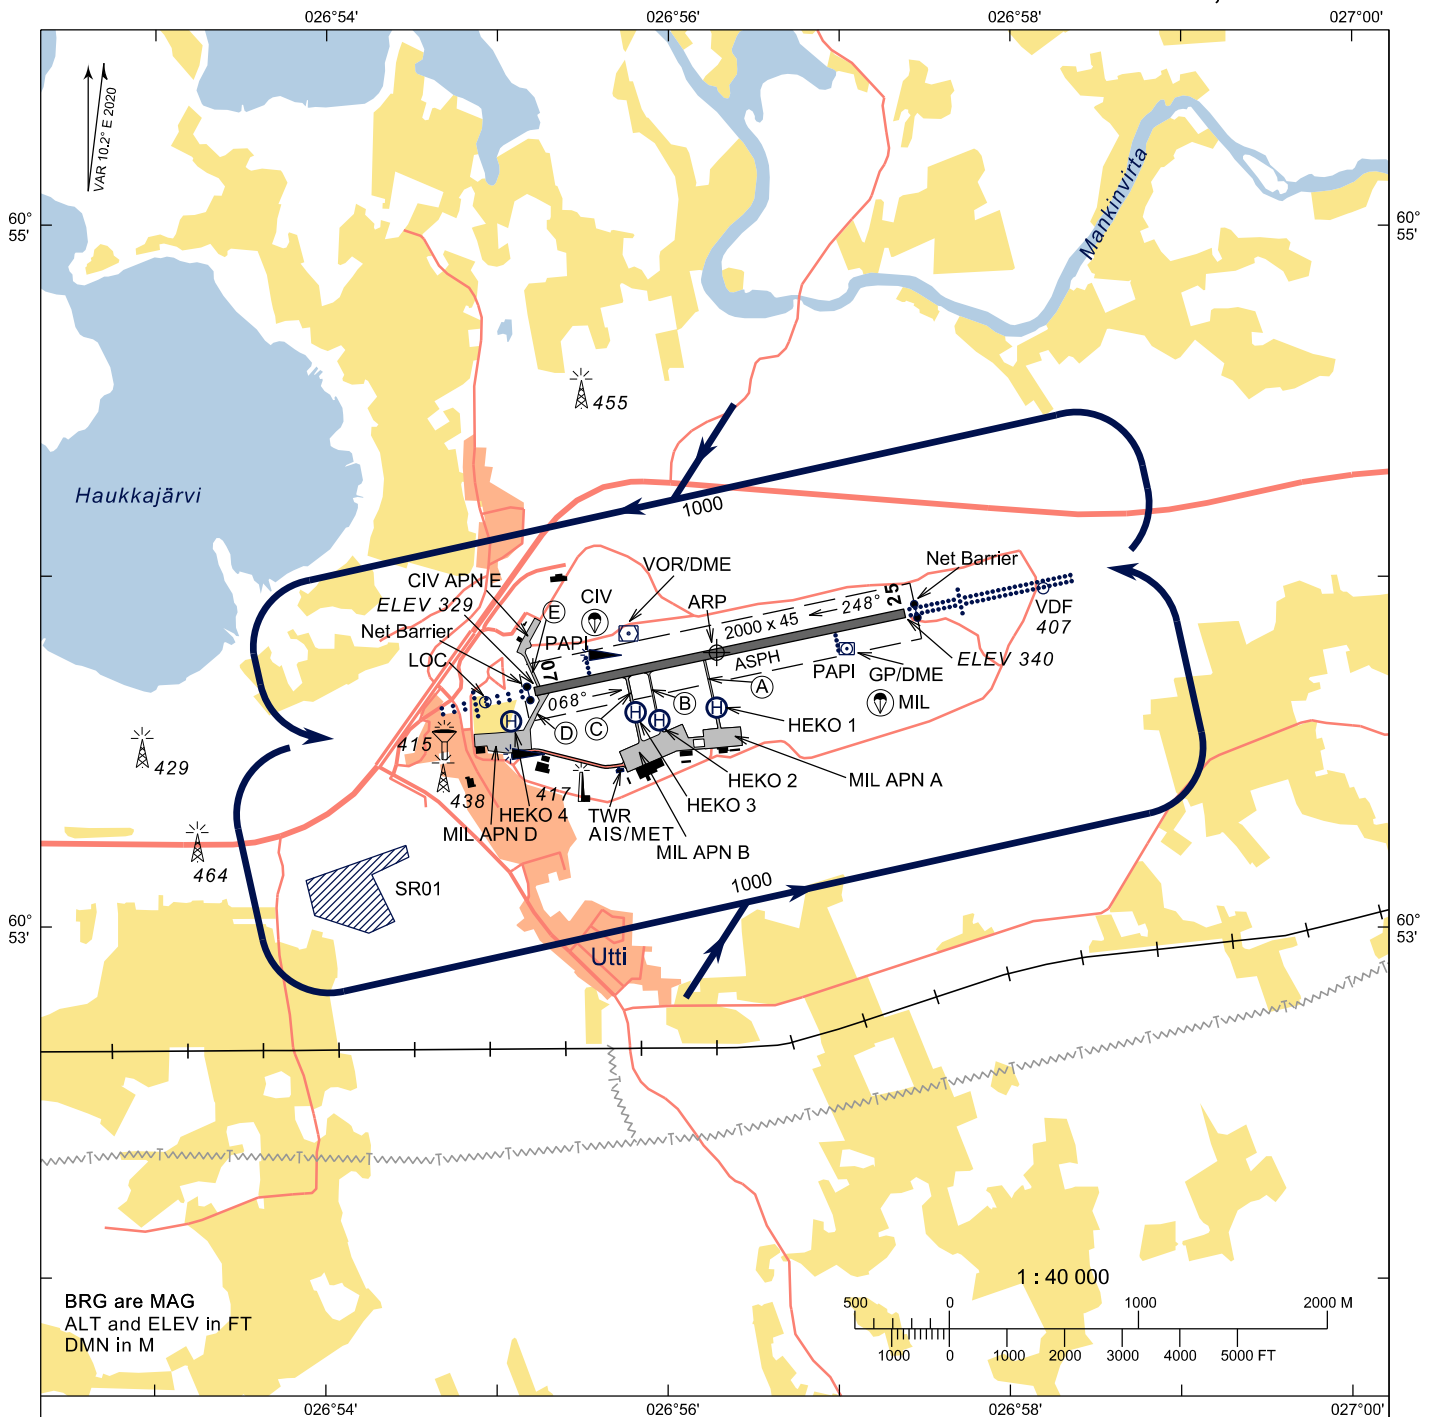 026°54'
026°56'
026°58'
027°00'
VAR 10.2° E 2020
60°
55'
60°
55'
Mankinvirta
455
Haukkajärvi
1000
VOR/DME
Net Barrier
CIV APN E
ELEV 329
CIV
ARP
25
248°
2000 x 45
VDF
407
E
Net Barrier
PAPI
LOC
07
ASPH
PAPI
GP/DME
ELEV 340
068°
A
B
C
D
MIL
H
H
H
H
HEKO 1
415
429
438
417
HEKO 2
MIL APN A
HEKO 3
HEKO 4
TWR
AIS/MET
MIL APN D
MIL APN B
464
SR01
1000
60°
53'
60°
53'
Utti
1 : 40 000
BRG are MAG
ALT and ELEV in FT
DMN in M
500 0 1000 2000 M
1000 0 1000 2000 3000 4000 5000 FT
026°54'
026°56'
026°58'
027°00'